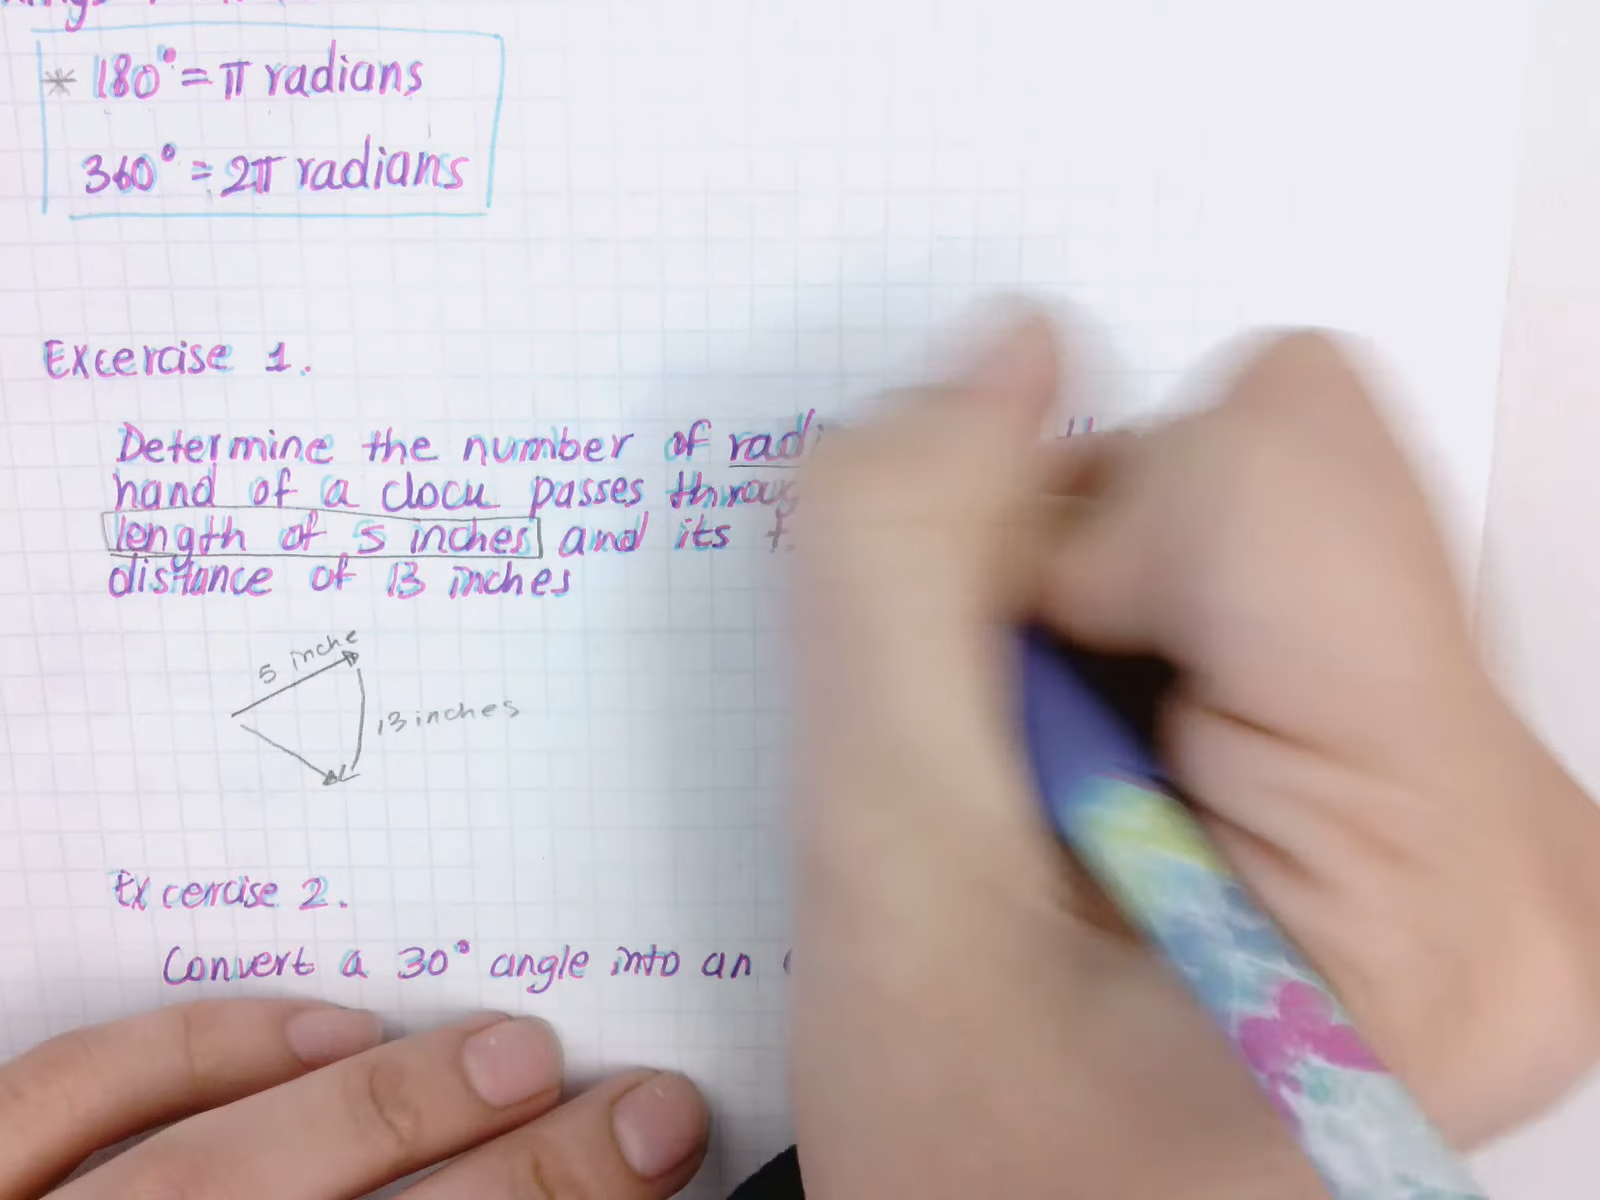 * 180° = π radians
360° = 2π radians
Excercise 1.
Determine the number of
hand of a clock passes
length of 5 inches and its
distance of 13 inches
5 inche
13 inches
Excercise 2.
Convert a 30° angle into an